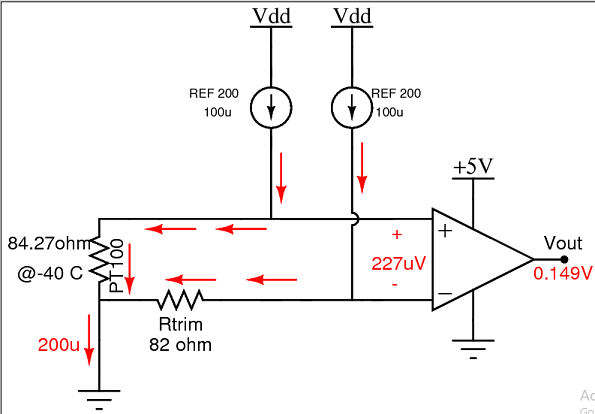 Vdd Vdd
REF 200 REF 200
100u 100u
+5V
84.27ohm
@-40 C
PT100
+
227uV
-
+
−
Vout
0.149V
Rtrim
82 ohm
200u